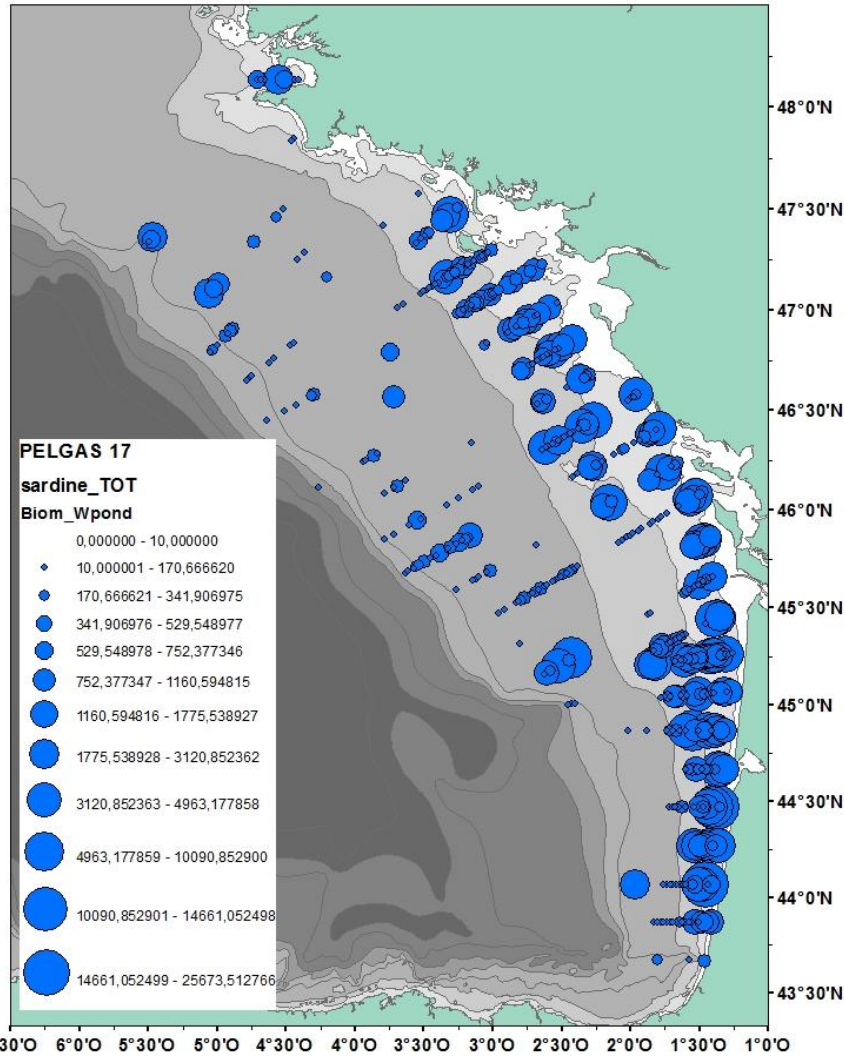 48°0'N
47°30'N
47°0'N
46°30'N
PELGAS 17
sardine_TOT
Biom_Wpond
0,000000 - 10,000000
10,000001 - 170,666620
170,666621 - 341,906975
341,906976 - 529,548977
529,548978 - 752,377346
752,377347 - 1160,594815
1160,594816 - 1775,538927
1775,538928 - 3120,852362
3120,852363 - 4963,177858
4963,177859 - 10090,852900
10090,852901 - 14661,052498
14661,052499 - 25673,512766
46°0'N
45°30'N
45°0'N
44°30'N
44°0'N
43°30'N
30'O 6°0'O 5°30'O 5°0'O 4°30'O 4°0'O 3°30'O 3°0'O 2°30'O 2°0'O 1°30'O 1°0'O